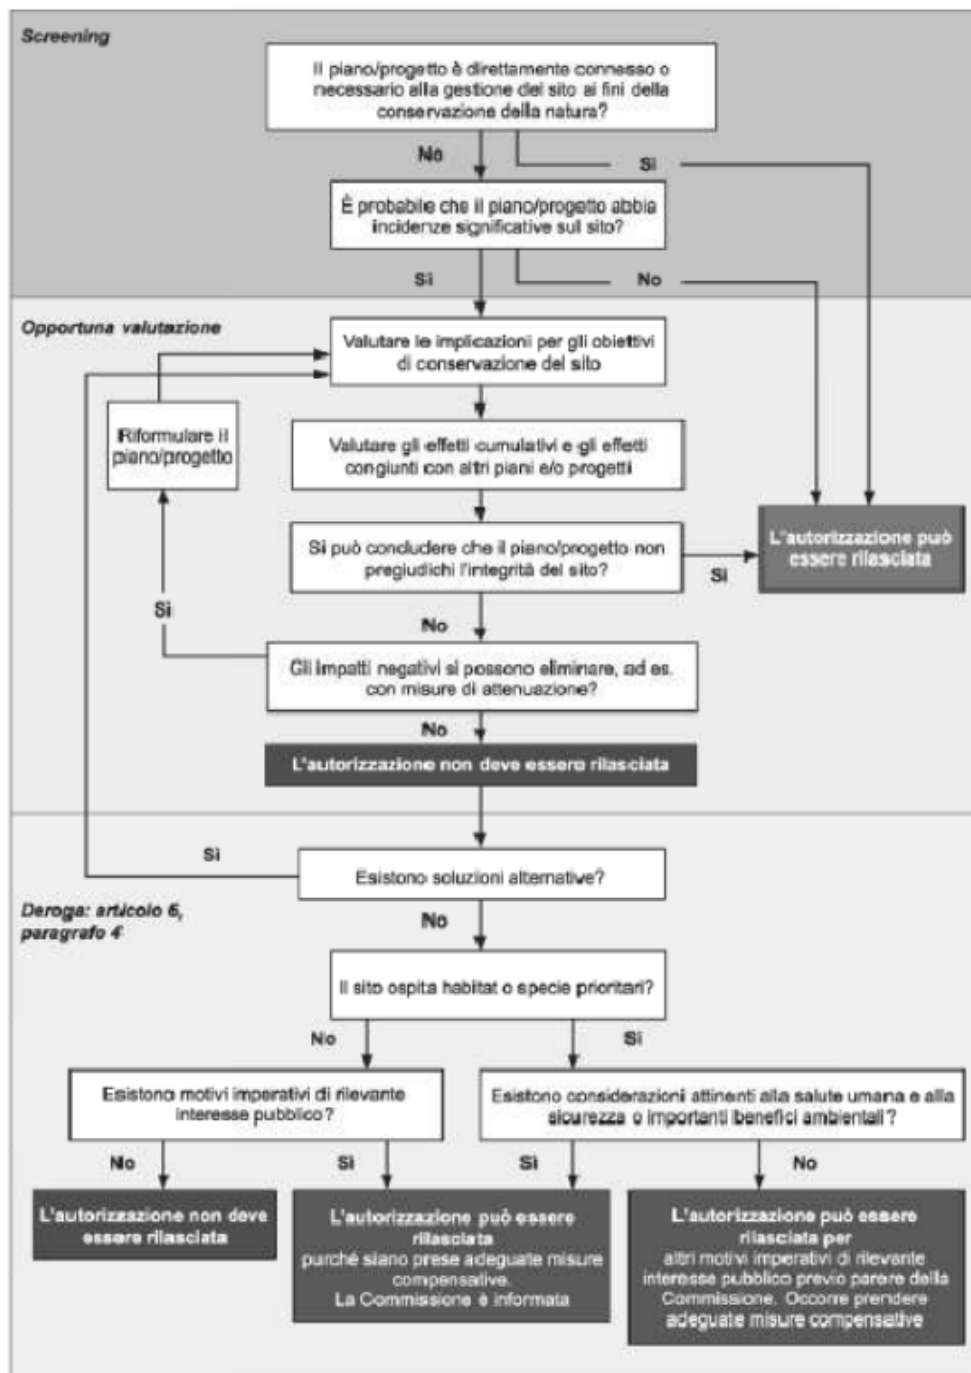 Screening
Il piano/progetto è direttamente connesso o
necessario alla gestione del sito ai fini della
conservazione della natura?
No
Sì
È probabile che il piano/progetto abbia
incidenze significative sul sito?
Sì
No
Opportuna valutazione
Valutare le implicazioni per gli obiettivi
di conservazione del sito
Riformulare il
piano/progetto
Valutare gli effetti cumulativi e gli effetti
congiunti con altri piani e/o progetti
Si può concludere che il piano/progetto non
pregiudichi l'integrità del sito?
Sì
L'autorizzazione può
essere rilasciata
Sì
No
Gli impatti negativi si possono eliminare, ad es.
con misure di attenuazione?
No
L'autorizzazione non deve essere rilasciata
Sì
Esistono soluzioni alternative?
Deroga: articolo 6,
paragrafo 4
No
Il sito ospita habitat o specie prioritari?
No
Sì
Esistono motivi imperativi di rilevante
interesse pubblico?
Esistono considerazioni attinenti alla salute umana e alla
sicurezza o importanti benefici ambientali?
No
Sì
Sì
No
L'autorizzazione non deve
essere rilasciata
L'autorizzazione può essere
rilasciata
purché siano prese adeguate misure
compensative.
La Commissione è informata
L'autorizzazione può essere
rilasciata per
altri motivi imperativi di rilevante
interesse pubblico previo parere della
Commissione. Occorre prendere
adeguate misure compensative